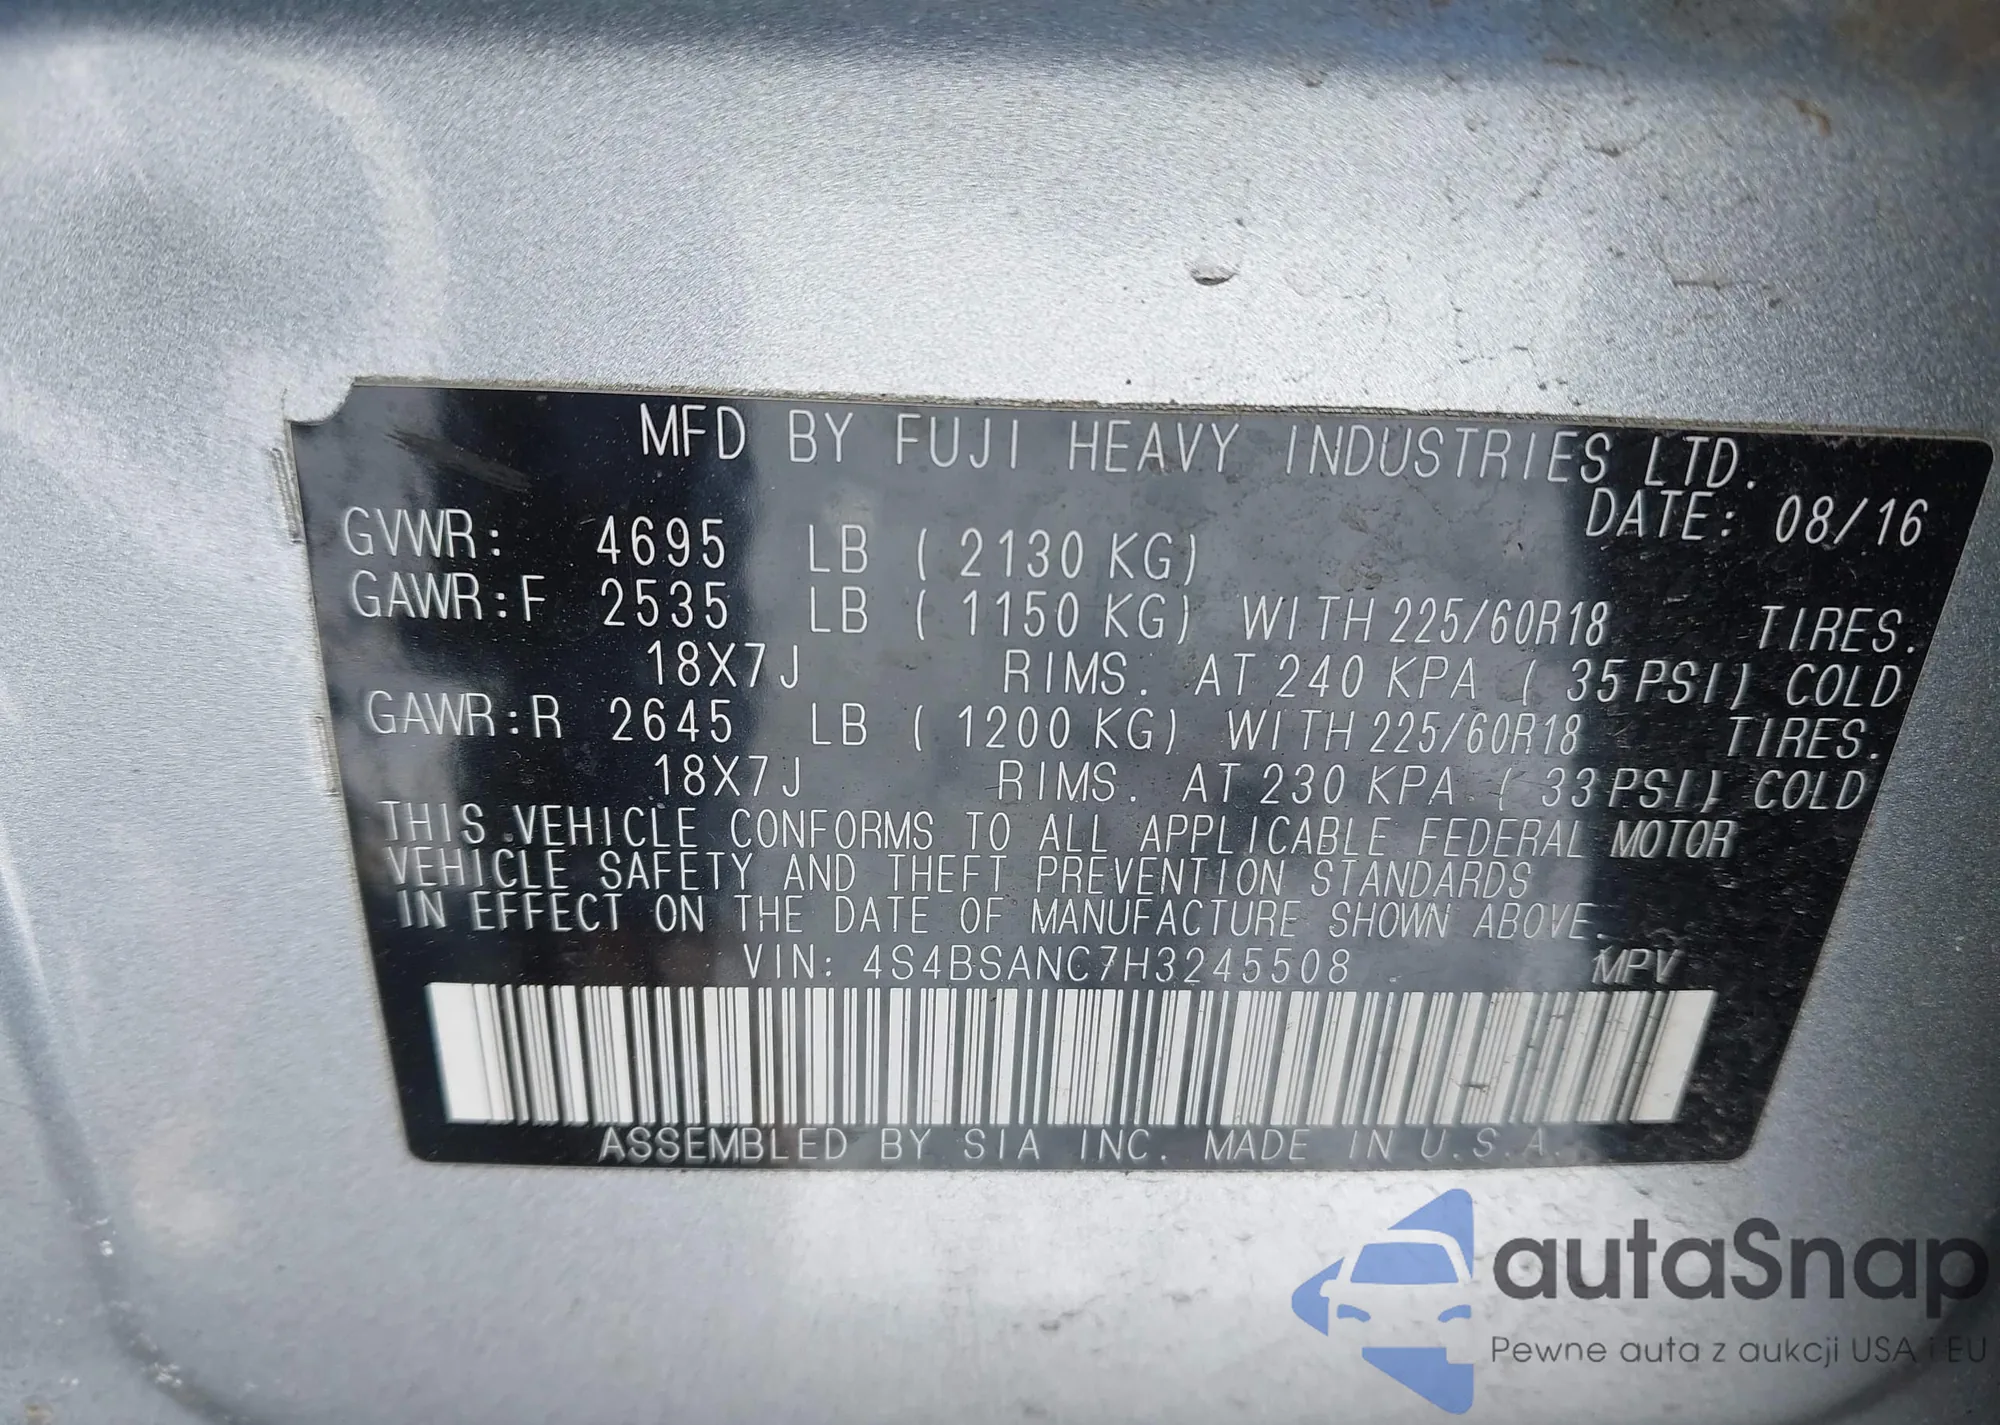 MFD BY FUJI HEAVY INDUSTRIES LTD.
DATE: 08/16
GVWR: 4695 LB (2130 KG)
GAWR:F 2535 LB (1150 KG) WITH 225/60R18 TIRES.
18X7J RIMS. AT 240 KPA (35 PSI) COLD
GAWR:R 2645 LB (1200 KG) WITH 225/60R18 TIRES.
18X7J RIMS. AT 230 KPA (33 PSI) COLD
THIS VEHICLE CONFORMS TO ALL APPLICABLE FEDERAL MOTOR
VEHICLE SAFETY AND THEFT PREVENTION STANDARDS
IN EFFECT ON THE DATE OF MANUFACTURE SHOWN ABOVE.
VIN: 4S4BSANC7H3245508 MPV
ASSEMBLED BY SIA INC. MADE IN U.S.A.
autaSnap
Pewne auta z aukcji USA i EU